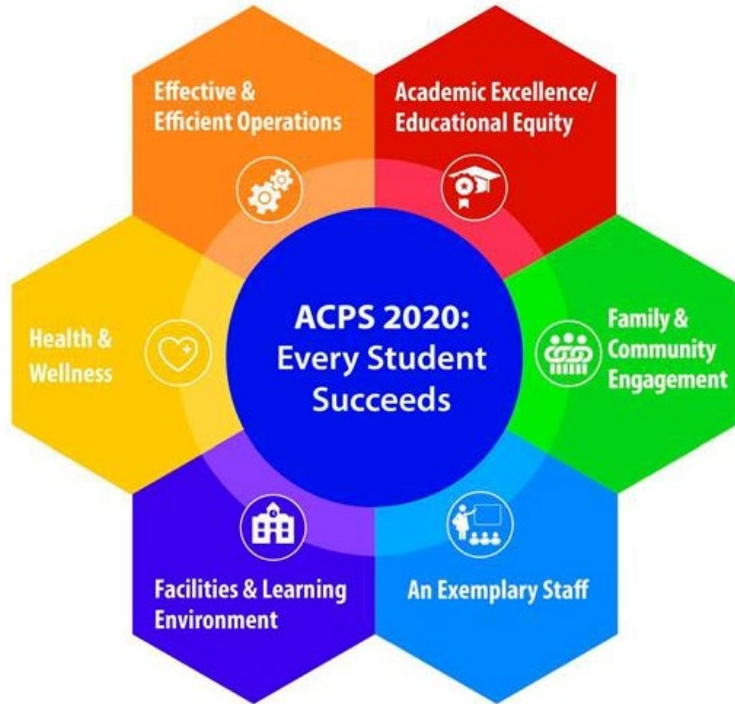 Effective &
Efficient Operations
Academic Excellence/
Educational Equity
Health &
Wellness
ACPS 2020:
Every Student
Succeeds
Family &
Community
Engagement
Facilities & Learning
Environment
An Exemplary Staff